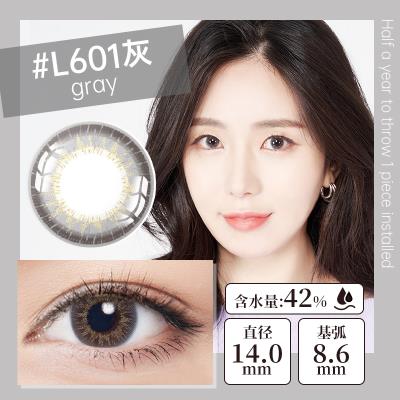 #L601灰
gray
Half a year to throw 1 piece installed
含水量:42%
直径
14.0
mm
基弧
8.6
mm